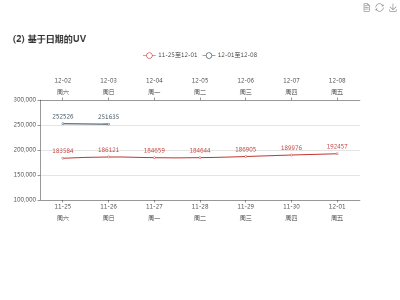 (2) 基于日期的UV
11-25至12-01 12-01至12-08
12-02 12-03 12-04 12-05 12-06 12-07 12-08
周六 周日 周一 周二 周三 周四 周五
300,000
250,000
200,000
150,000
100,000
252526 251635
183584 186121 184659 184644 186905 189976 192457
11-25 11-26 11-27 11-28 11-29 11-30 12-01
周六 周日 周一 周二 周三 周四 周五